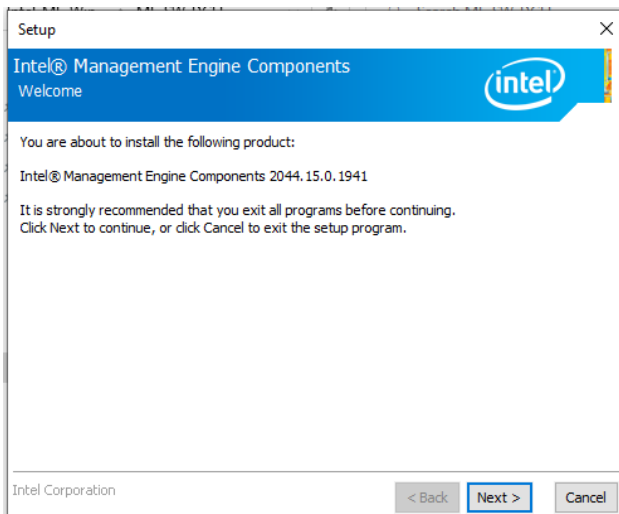 Setup
Intel® Management Engine Components
Welcome
intel
You are about to install the following product:
Intel® Management Engine Components 2044.15.0.1941
It is strongly recommended that you exit all programs before continuing.
Click Next to continue, or click Cancel to exit the setup program.
Intel Corporation
< Back Next > Cancel